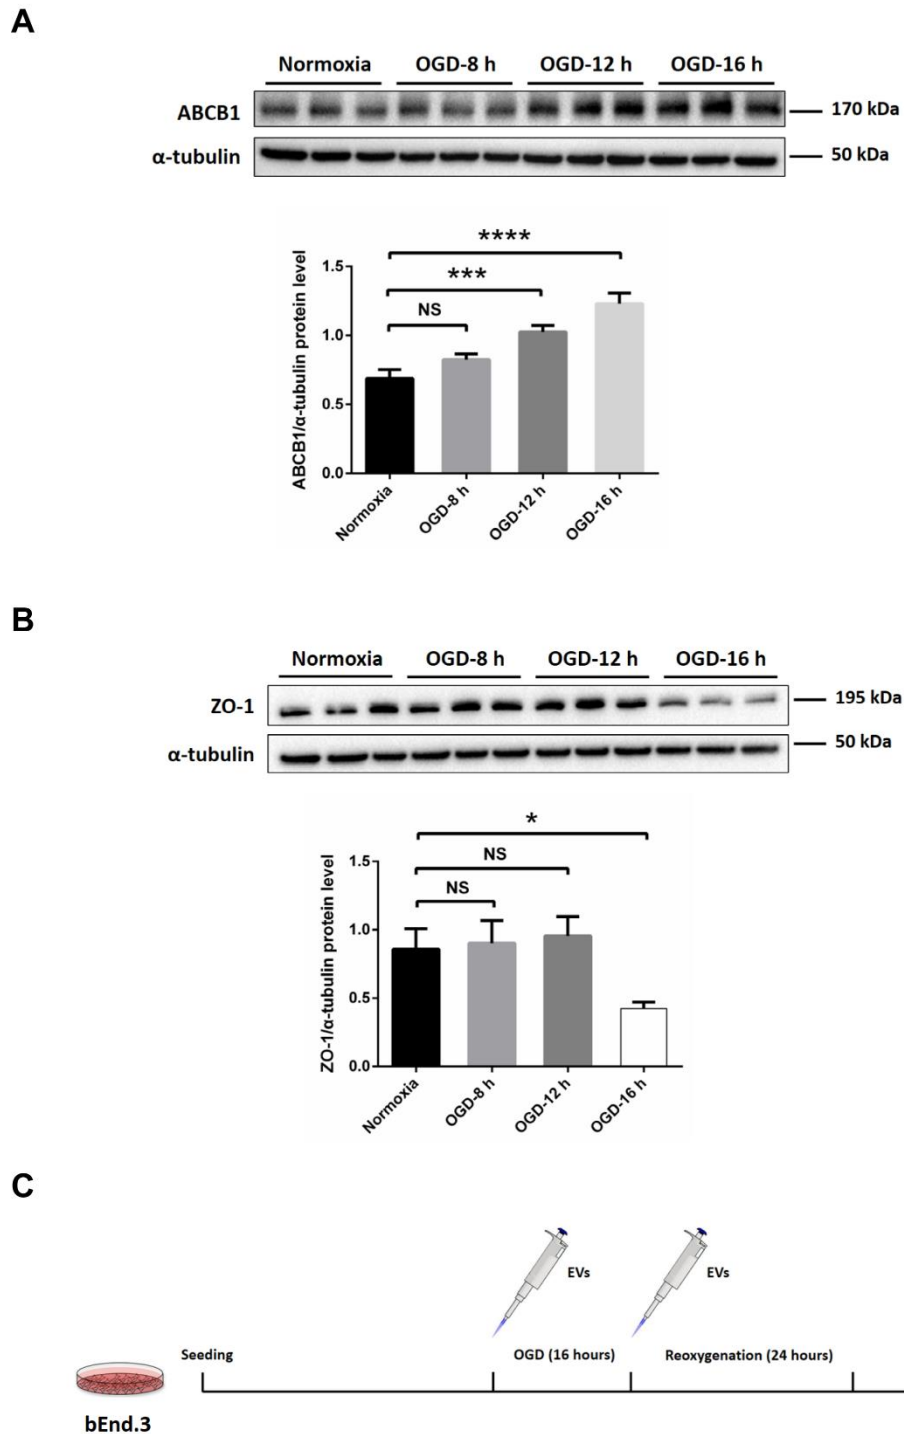 A
Normoxia OGD-8 h OGD-12 h OGD-16 h
ABCB1 170 kDa
α-tubulin 50 kDa
****
***
NS
ABCB1/α-tubulin protein level
1.5
1.0
0.5
0.0
Normoxia OGD-8 h OGD-12 h OGD-16 h
B
Normoxia OGD-8 h OGD-12 h OGD-16 h
ZO-1 195 kDa
α-tubulin 50 kDa
*
NS
NS
ZO-1/α-tubulin protein level
1.5
1.0
0.5
0.0
Normoxia OGD-8 h OGD-12 h OGD-16 h
C
EVs EVs
Seeding OGD (16 hours) Reoxygenation (24 hours)
bEnd.3